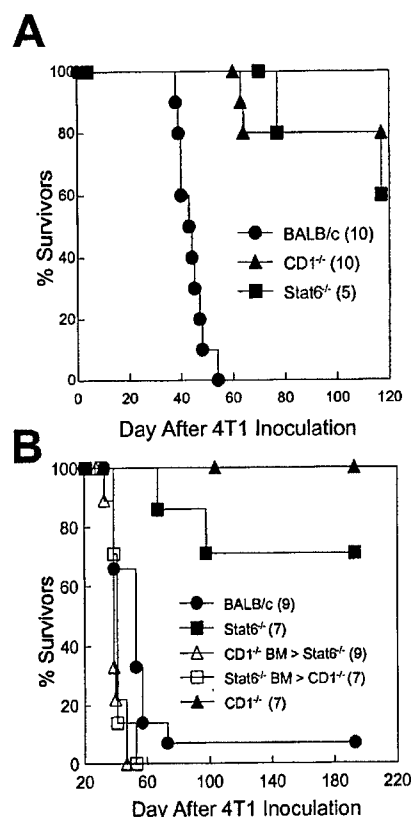 A
100
80
60
40
20
0
% Survivors
BALB/c (10)
CD1-/- (10)
Stat6-/- (5)
0 20 40 60 80 100 120
Day After 4T1 Inoculation
B
100
80
60
40
20
0
% Survivors
BALB/c (9)
Stat6-/- (7)
CD1-/- BM > Stat6-/- (9)
Stat6-/- BM > CD1-/- (7)
CD1-/- (7)
20 60 100 140 180 220
Day After 4T1 Inoculation